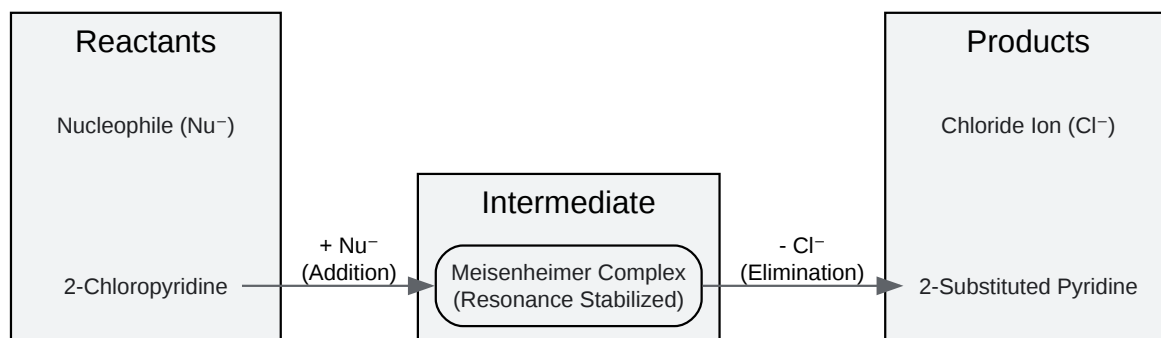 Reactants
Nucleophile (Nu⁻)
2-Chloropyridine
+ Nu⁻
(Addition)
Intermediate
Meisenheimer Complex
(Resonance Stabilized)
- Cl⁻
(Elimination)
Products
Chloride Ion (Cl⁻)
2-Substituted Pyridine